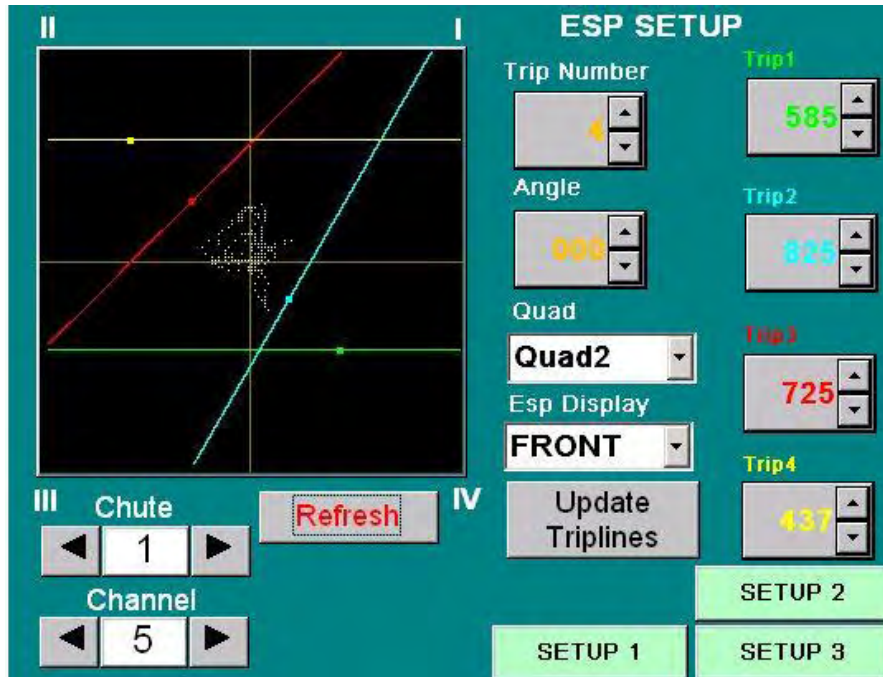 II
I
ESP SETUP
Trip Number
4
Trip1
585
Angle
000
Trip2
825
Quad
Quad2
Trip3
725
Esp Display
FRONT
Trip4
437
III
IV
Chute
1
Refresh
Update
Triplines
Channel
5
SETUP 2
SETUP 1
SETUP 3